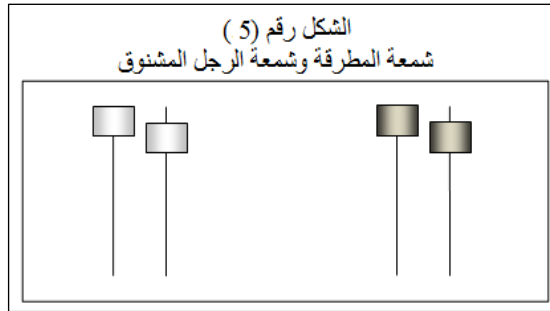 الشكل رقم (5 )
شمعة المطرقة وشمعة الرجل المشنوق